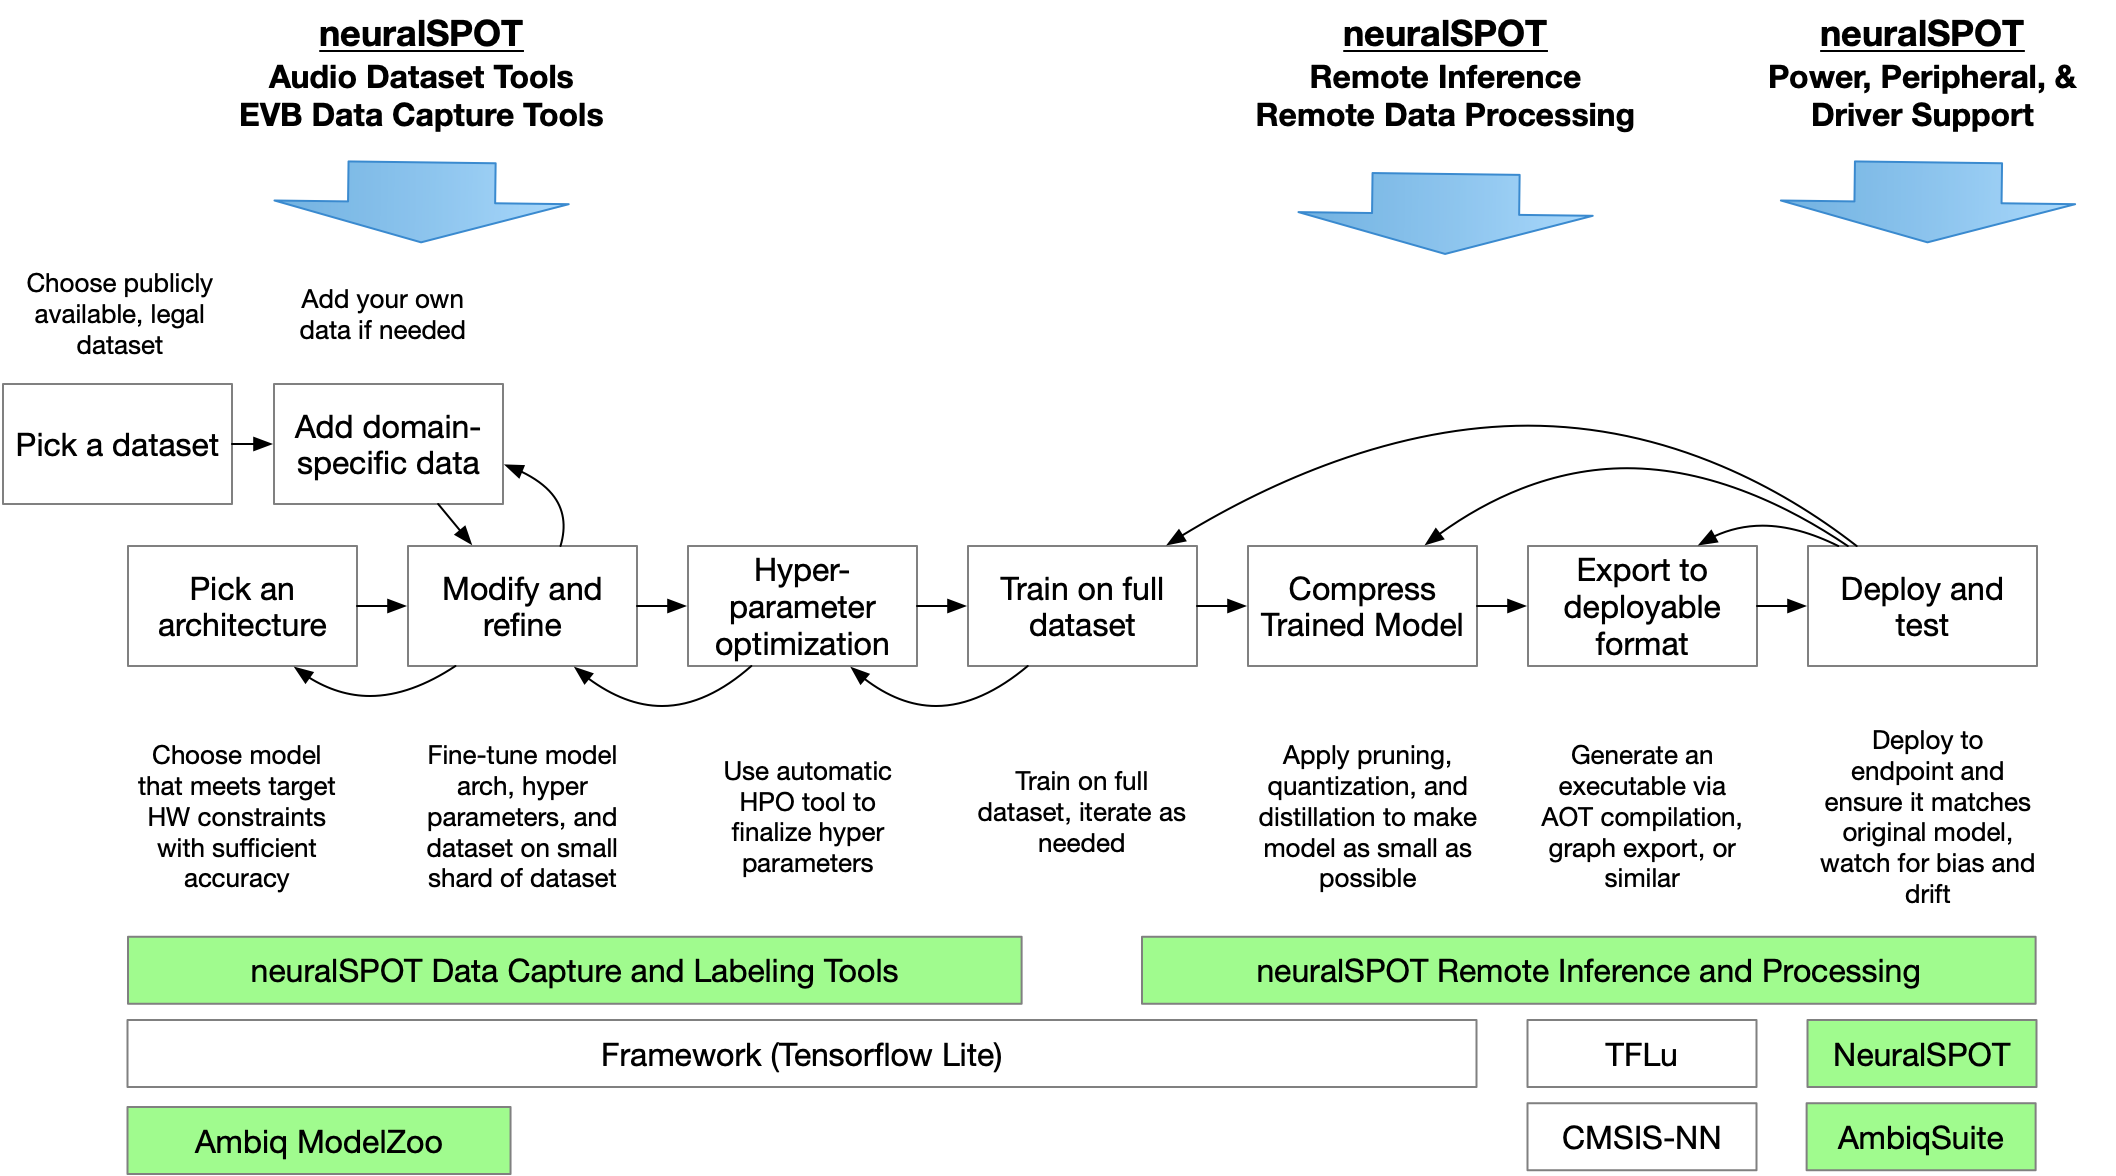 neuralSPOT
Audio Dataset Tools
EVB Data Capture Tools
neuralSPOT
Remote Inference
Remote Data Processing
neuralSPOT
Power, Peripheral, &
Driver Support
Choose publicly
available, legal
dataset
Add your own
data if needed
Pick a dataset
Add domain-
specific data
Pick an
architecture
Modify and
refine
Hyper-
parameter
optimization
Train on full
dataset
Compress
Trained Model
Export to
deployable
format
Deploy and
test
Choose model
that meets target
HW constraints
with sufficient
accuracy
Fine-tune model
arch, hyper
parameters, and
dataset on small
shard of dataset
Use automatic
HPO tool to
finalize hyper
parameters
Train on full
dataset, iterate as
needed
Apply pruning,
quantization, and
distillation to make
model as small as
possible
Generate an
executable via
AOT compilation,
graph export, or
similar
Deploy to
endpoint and
ensure it matches
original model,
watch for bias and
drift
neuralSPOT Data Capture and Labeling Tools
neuralSPOT Remote Inference and Processing
Framework (Tensorflow Lite)
TFLu
NeuralSPOT
Ambiq ModelZoo
CMSIS-NN
AmbiqSuite